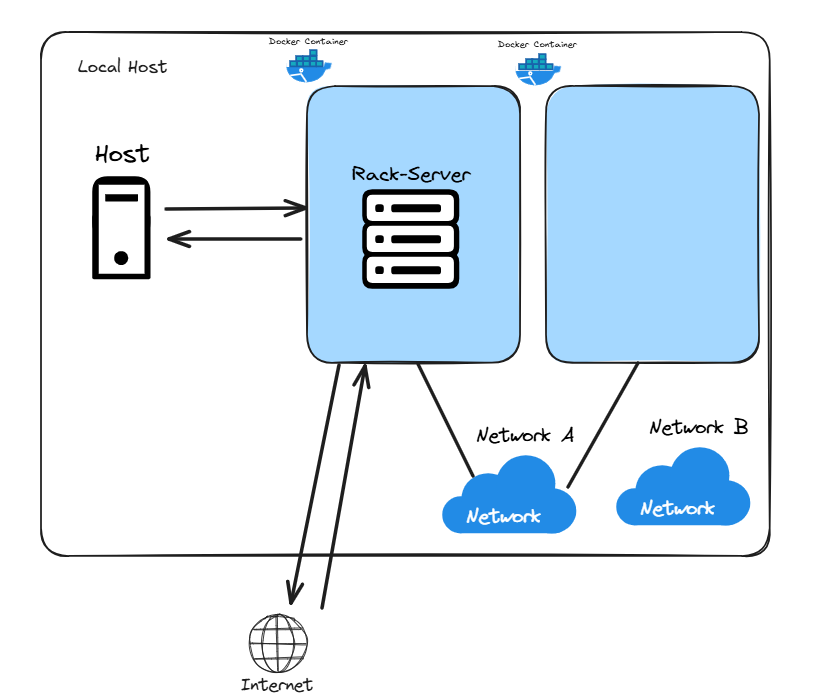 Docker Container
Docker Container
Local Host
Host
Rack-Server
Network A
Network B
Network
Network
Internet